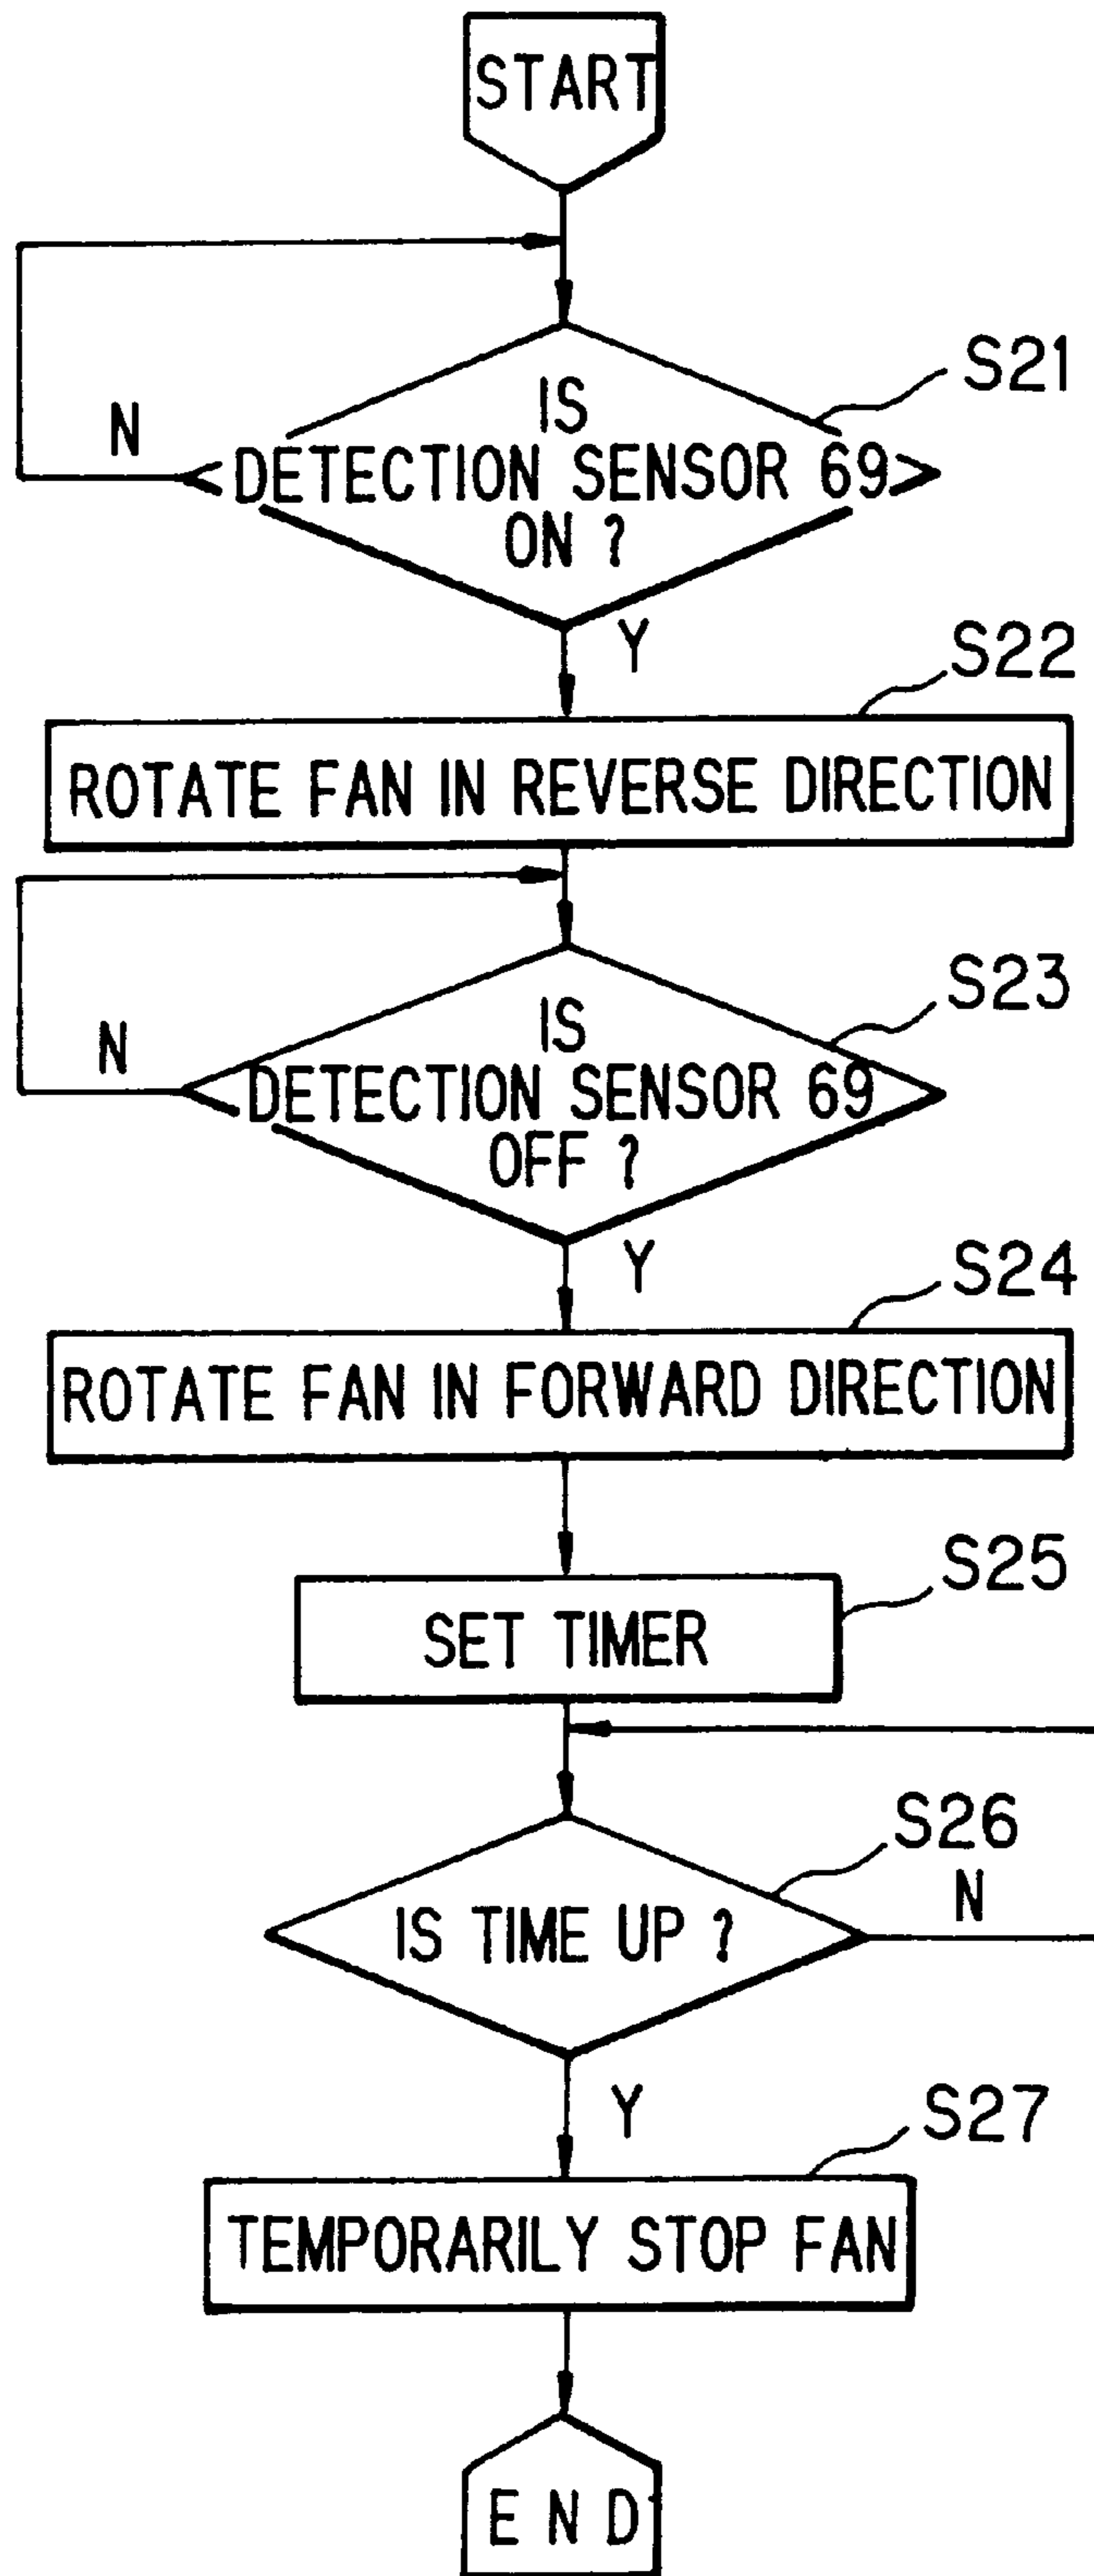 START
S21
IS
N
DETECTION SENSOR 69
ON ?
Y
S22
ROTATE FAN IN REVERSE DIRECTION
S23
IS
N
DETECTION SENSOR 69
OFF ?
Y
S24
ROTATE FAN IN FORWARD DIRECTION
S25
SET TIMER
S26
N
IS TIME UP ?
Y
S27
TEMPORARILY STOP FAN
END